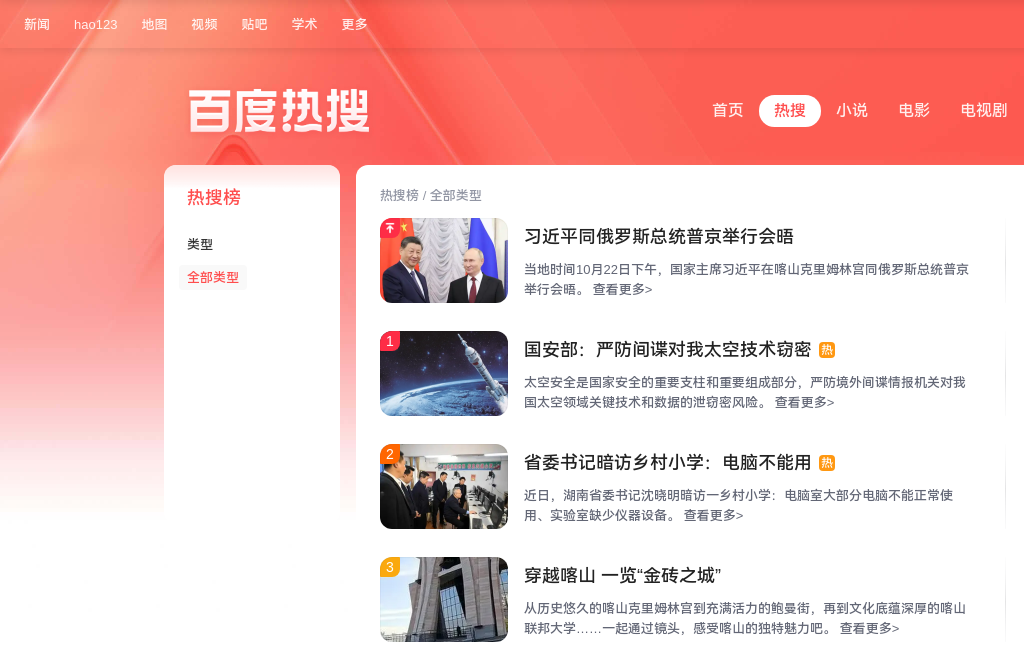 新闻 hao123 地图 视频 贴吧 学术 更多
百度热搜
首页 热搜 小说 电影 电视剧
热搜榜
类型
全部类型
热搜榜 / 全部类型
习近平同俄罗斯总统普京举行会晤
当地时间10月22日下午，国家主席习近平在喀山克里姆林宫同俄罗斯总统普京
举行会晤。 查看更多>
1
国安部：严防间谍对我太空技术窃密 热
太空安全是国家安全的重要支柱和重要组成部分，严防境外间谍情报机关对我
国太空领域关键技术和数据的泄窃密风险。 查看更多>
2
省委书记暗访乡村小学：电脑不能用 热
近日，湖南省委书记沈晓明暗访一乡村小学：电脑室大部分电脑不能正常使
用、实验室缺少仪器设备。 查看更多>
3
穿越喀山 一览“金砖之城”
从历史悠久的喀山克里姆林宫到充满活力的鲍曼街，再到文化底蕴深厚的喀山
联邦大学……一起通过镜头，感受喀山的独特魅力吧。 查看更多>